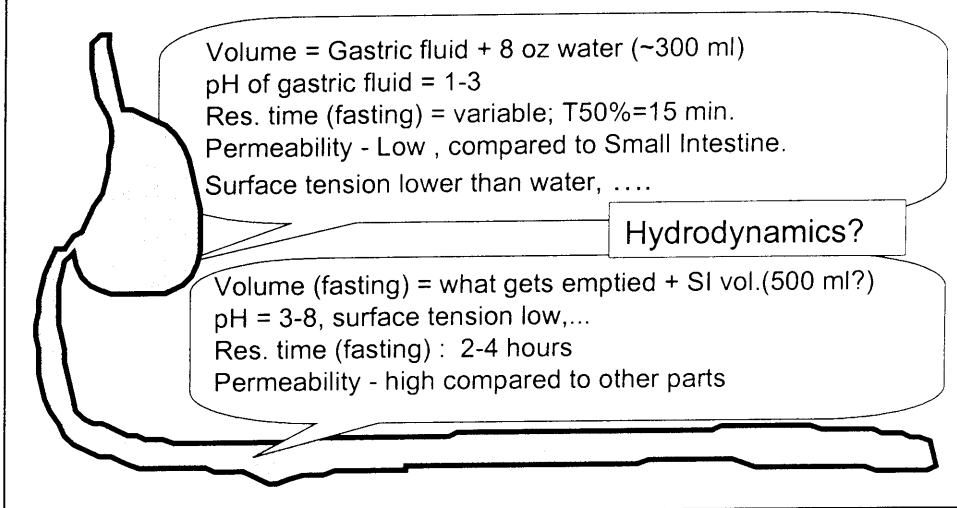 Volume = Gastric fluid + 8 oz water (~300 ml)
pH of gastric fluid = 1-3
Res. time (fasting) = variable; T50%=15 min.
Permeability - Low , compared to Small Intestine.
Surface tension lower than water, ....
Hydrodynamics?
Volume (fasting) = what gets emptied + SI vol.(500 ml?)
pH = 3-8, surface tension low,...
Res. time (fasting) : 2-4 hours
Permeability - high compared to other parts